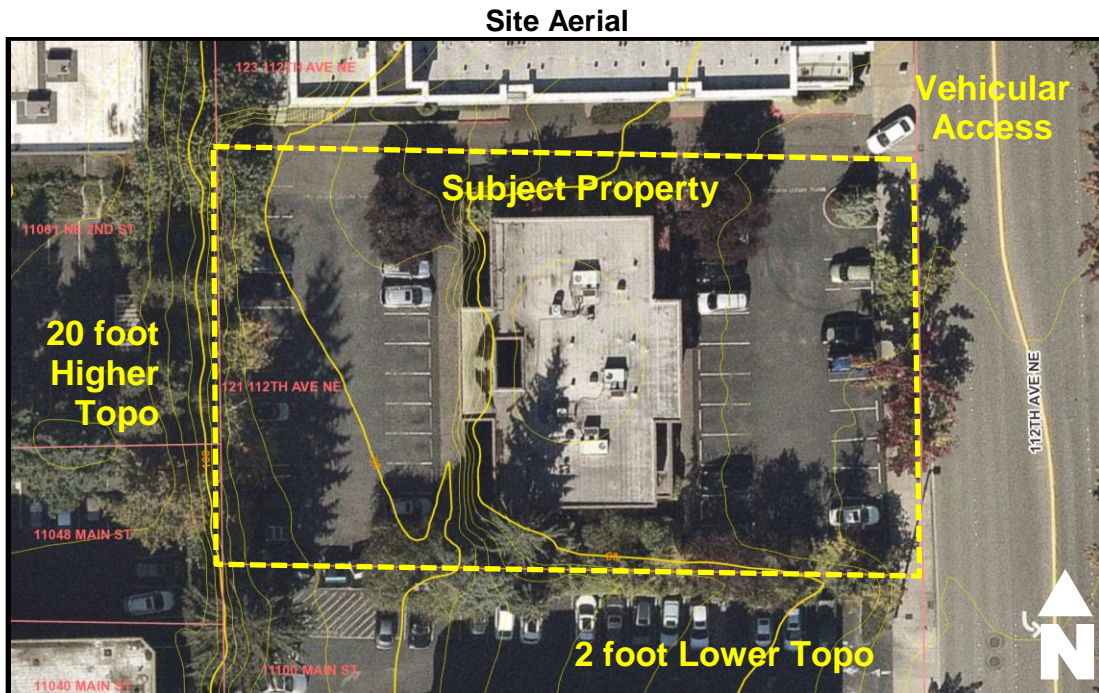 Site Aerial
123 112TH AVE NE
Vehicular
Access
Subject Property
11061 NE 2ND ST
20 foot
Higher
Topo
121 112TH AVE NE
112TH AVE NE
100
11048 MAIN ST
2 foot Lower Topo
11100 MAIN ST
11040 MAIN ST
N